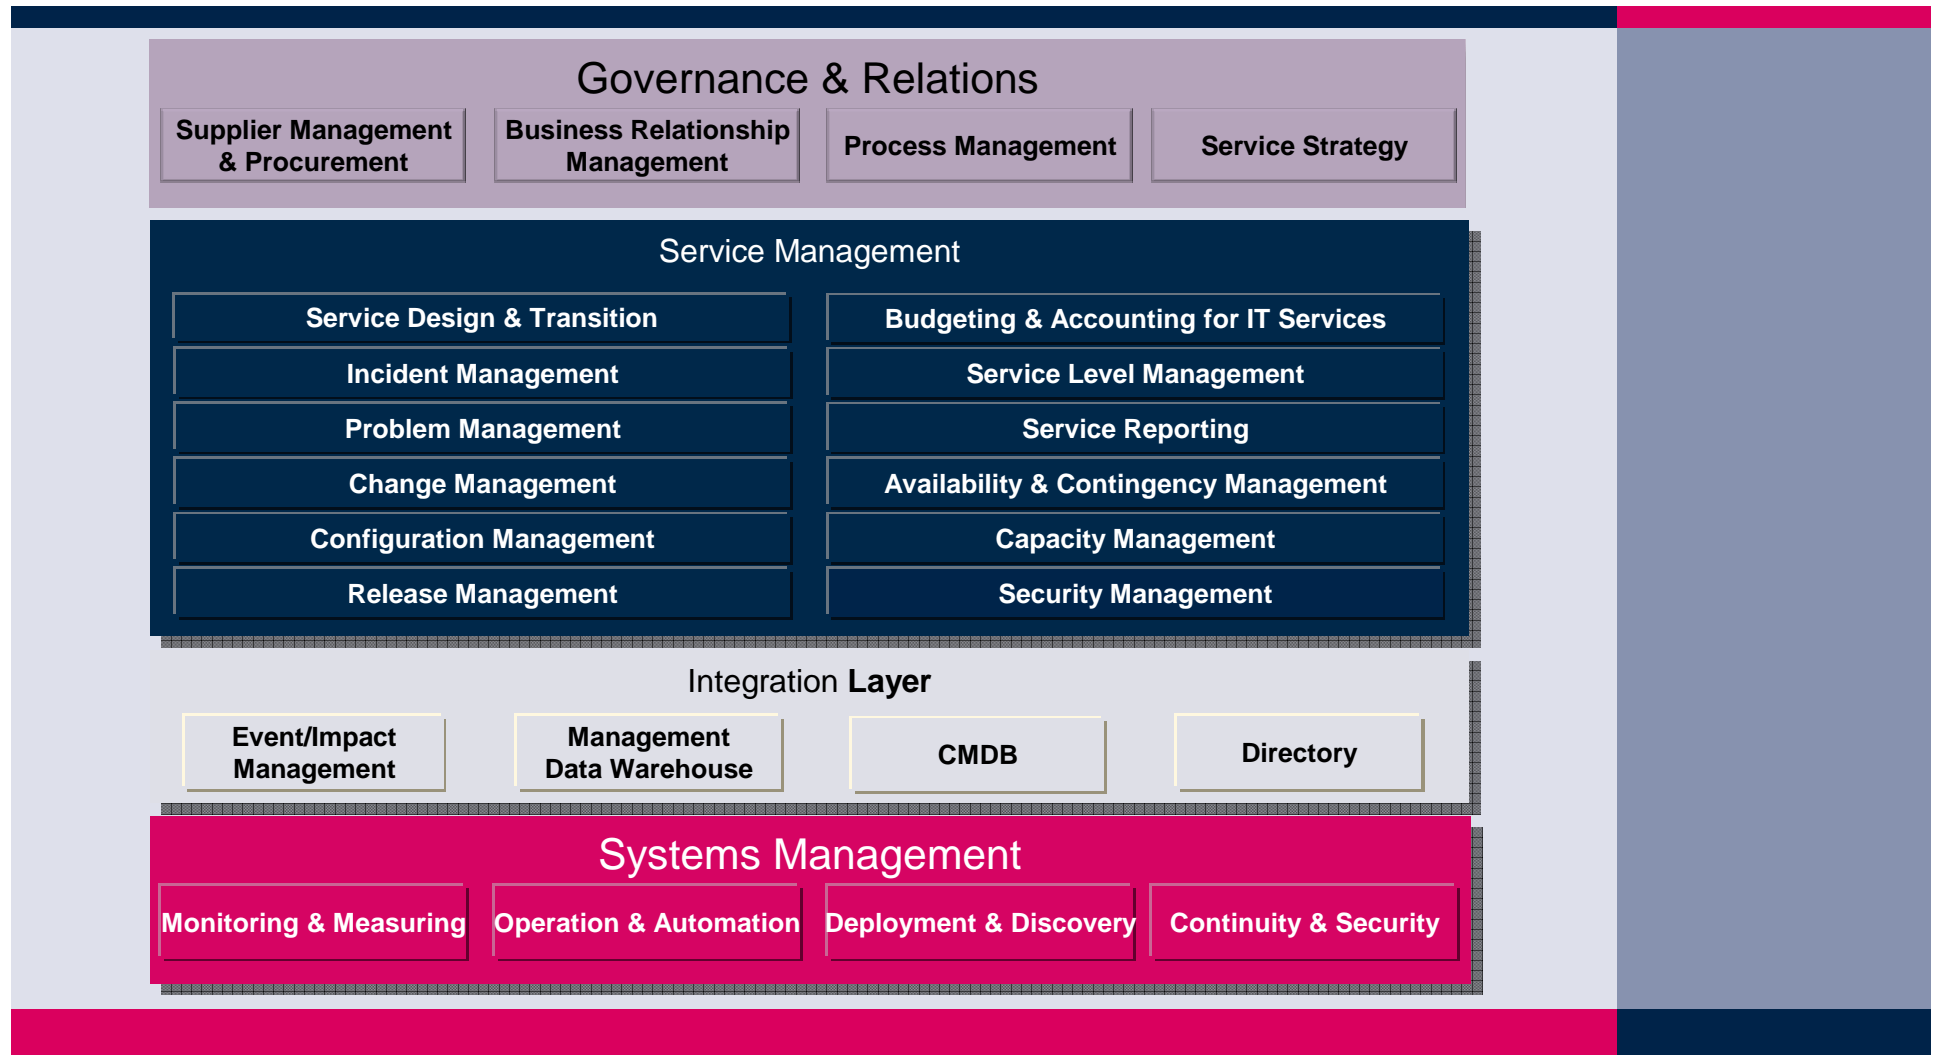 Governance & Relations
Supplier Management
& Procurement
Business Relationship
Management
Process Management
Service Strategy
Service Management
Service Design & Transition
Budgeting & Accounting for IT Services
Incident Management
Service Level Management
Problem Management
Service Reporting
Change Management
Availability & Contingency Management
Configuration Management
Capacity Management
Release Management
Security Management
Integration Layer
Event/Impact
Management
Management
Data Warehouse
CMDB
Directory
Systems Management
Monitoring & Measuring
Operation & Automation
Deployment & Discovery
Continuity & Security